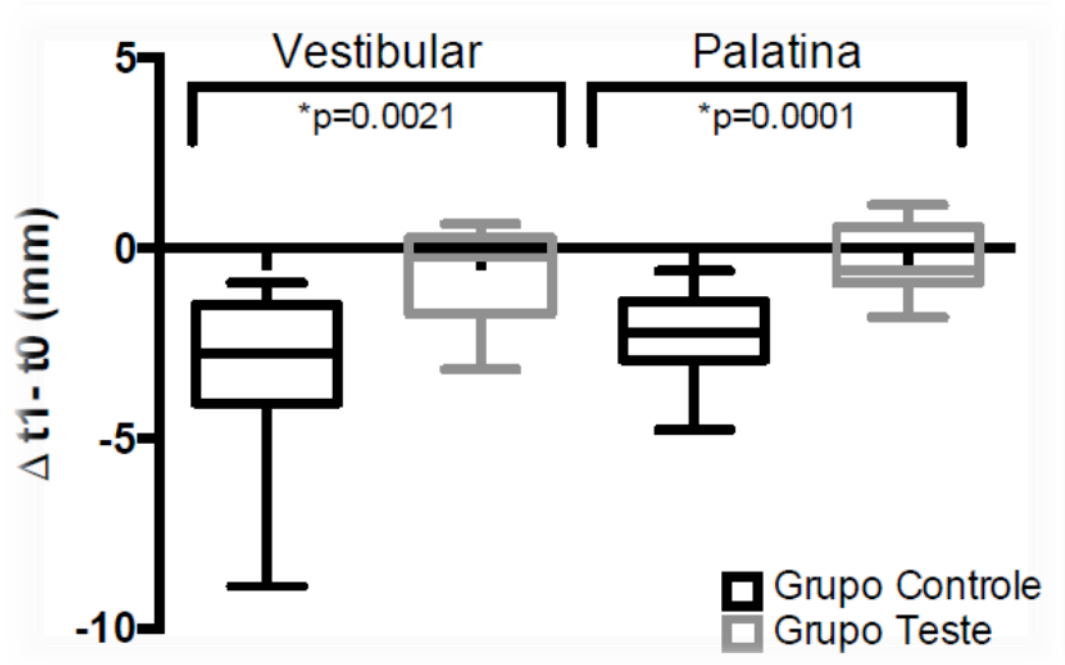 Vestibular
Palatina
*p=0.0021
*p=0.0001
5
0
-5
-10
Δ t1- t0 (mm)
Grupo Controle
Grupo Teste